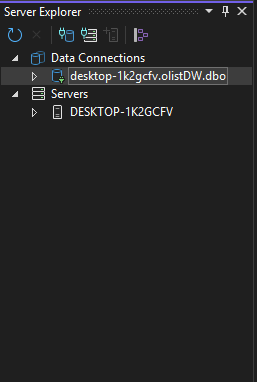 Server Explorer
Data Connections
desktop-1k2gcfv.olistDW.dbo
Servers
DESKTOP-1K2GCFV